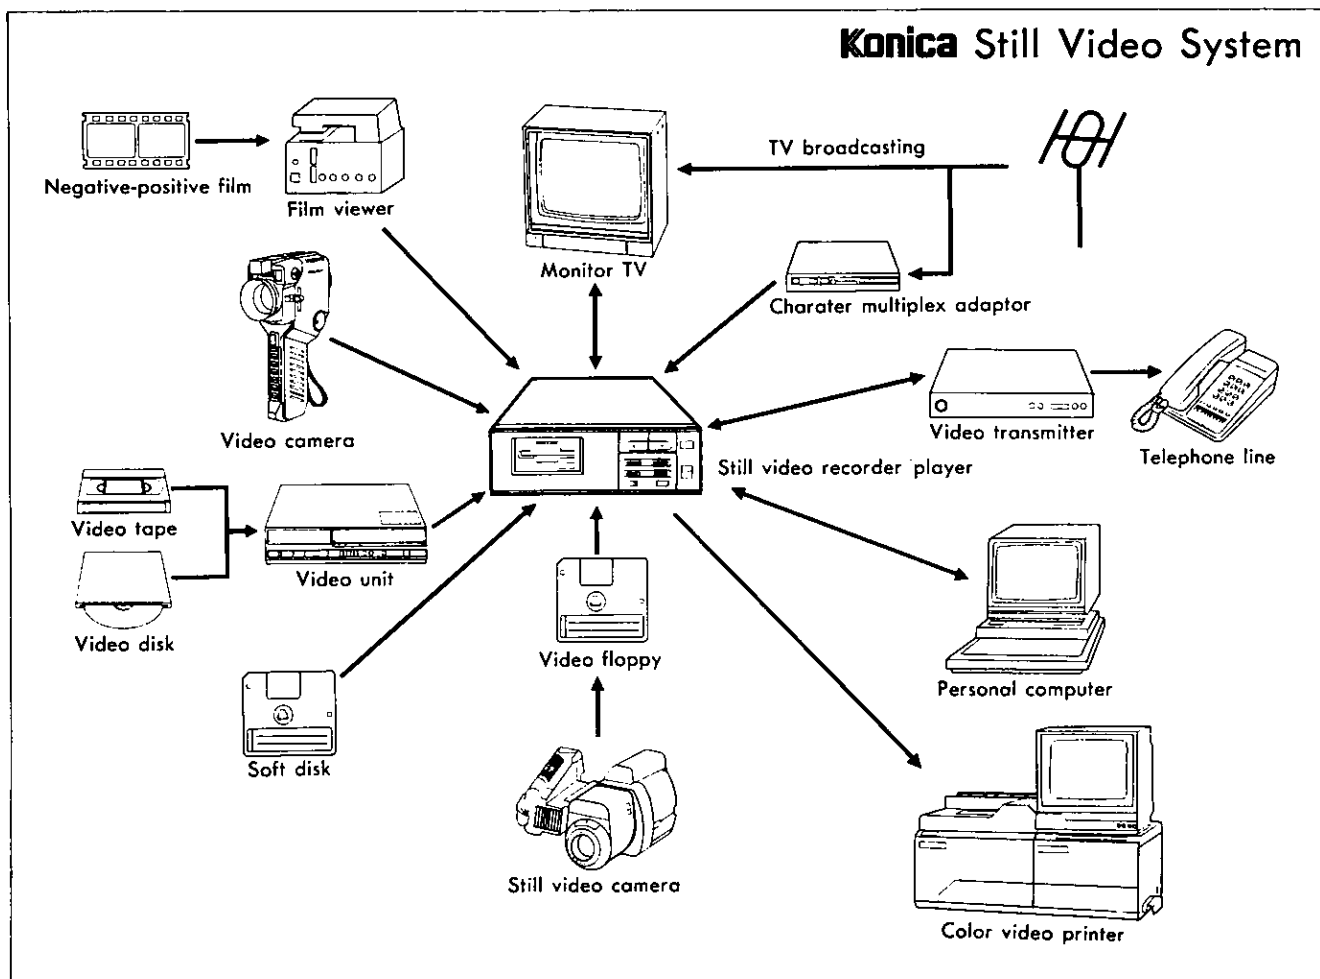 Konica Still Video System
Negative-positive film
Film viewer
Monitor TV
TV broadcasting
Charater multiplex adaptor
Video camera
Video transmitter
Telephone line
Still video recorder player
Video tape
Video unit
Video disk
Video floppy
Personal computer
Soft disk
Still video camera
Color video printer